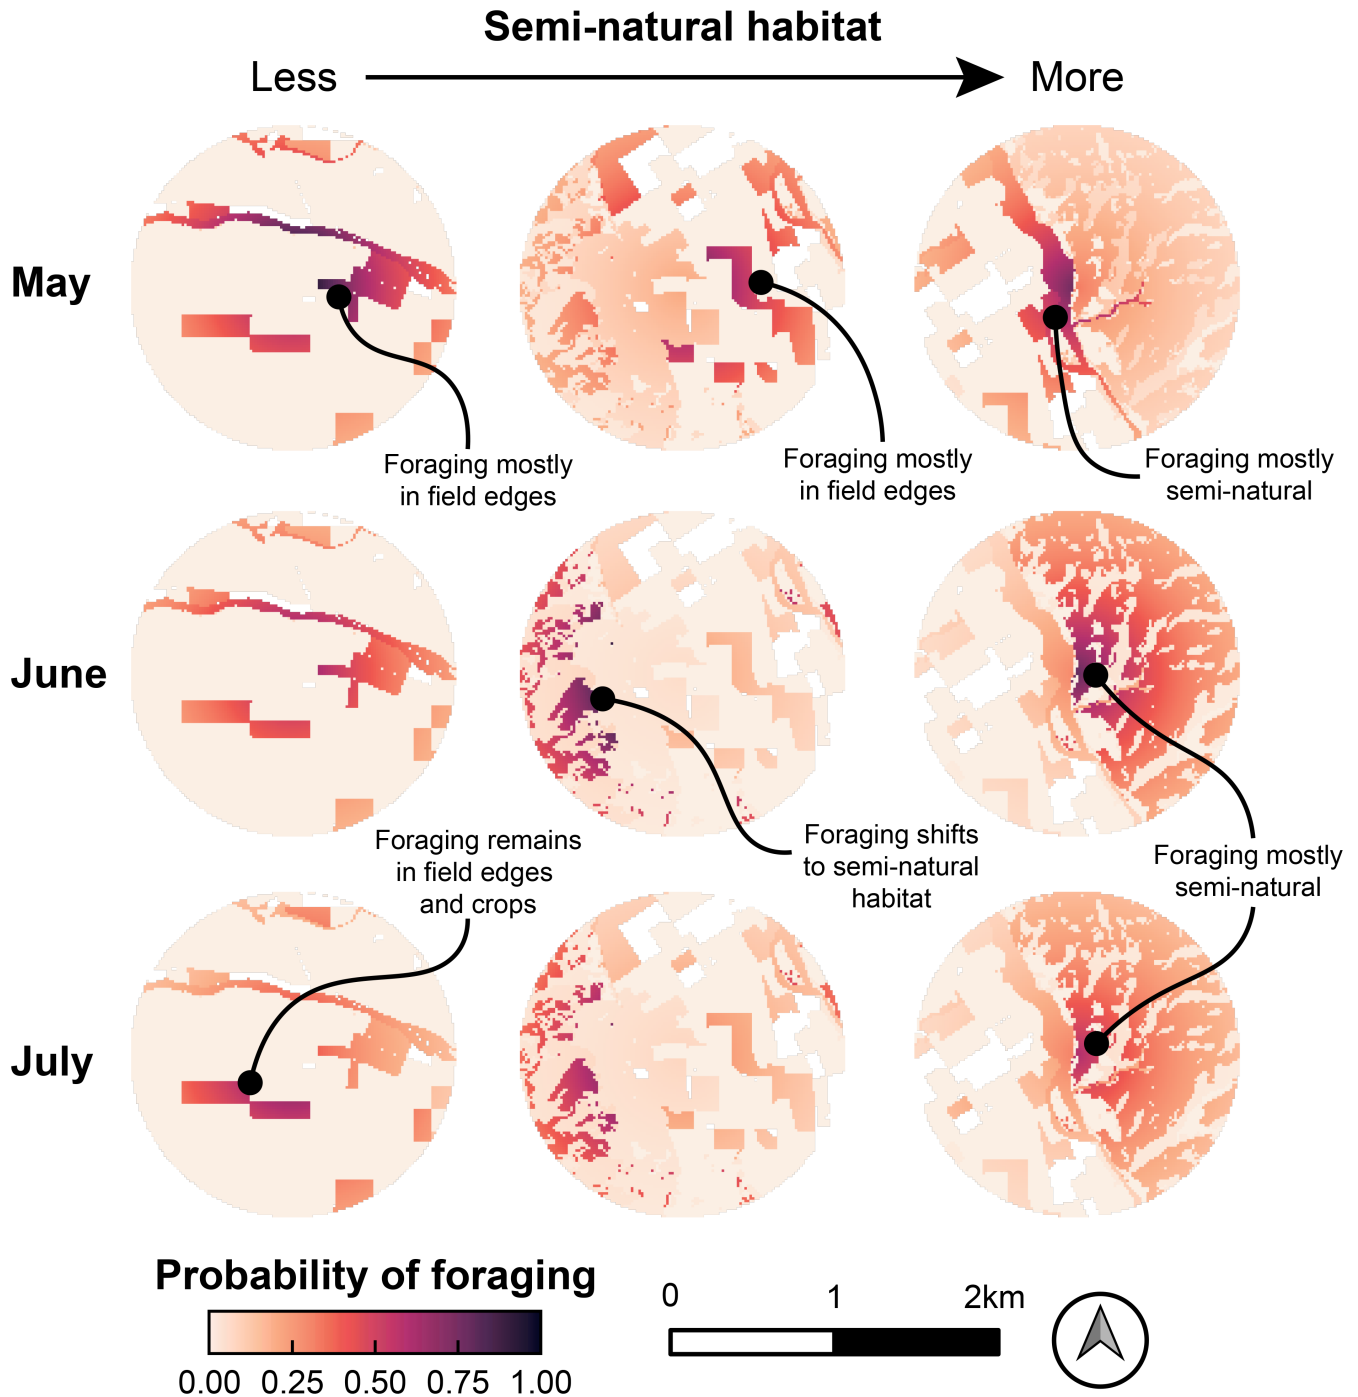 Semi-natural habitat
Less
More
May
Foraging mostly
in field edges
Foraging mostly
in field edges
Foraging mostly
semi-natural
June
Foraging remains
in field edges
and crops
Foraging shifts
to semi-natural
habitat
Foraging mostly
semi-natural
July
Probability of foraging
0.00 0.25 0.50 0.75 1.00
0 1 2km